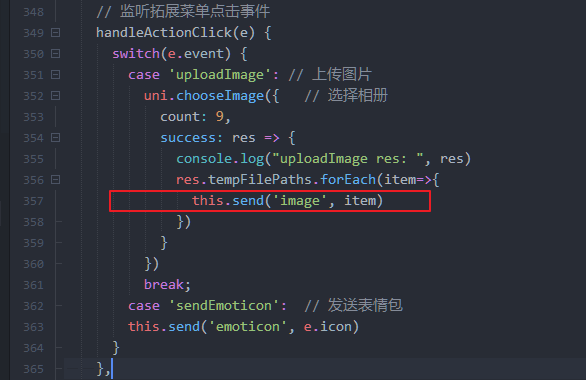 348 // 监听拓展菜单点击事件
349 handleActionClick(e) {
350 switch(e.event) {
351 case 'uploadImage': // 上传图片
352 uni.chooseImage({ // 选择相册
353 count: 9,
354 success: res => {
355 console.log("uploadImage res: ", res)
356 res.tempFilePaths.forEach(item=>{
357 this.send('image', item)
358 })
359 }
360 })
361 break;
362 case 'sendEmoticon': // 发送表情包
363 this.send('emoticon', e.icon)
364 }
365 },